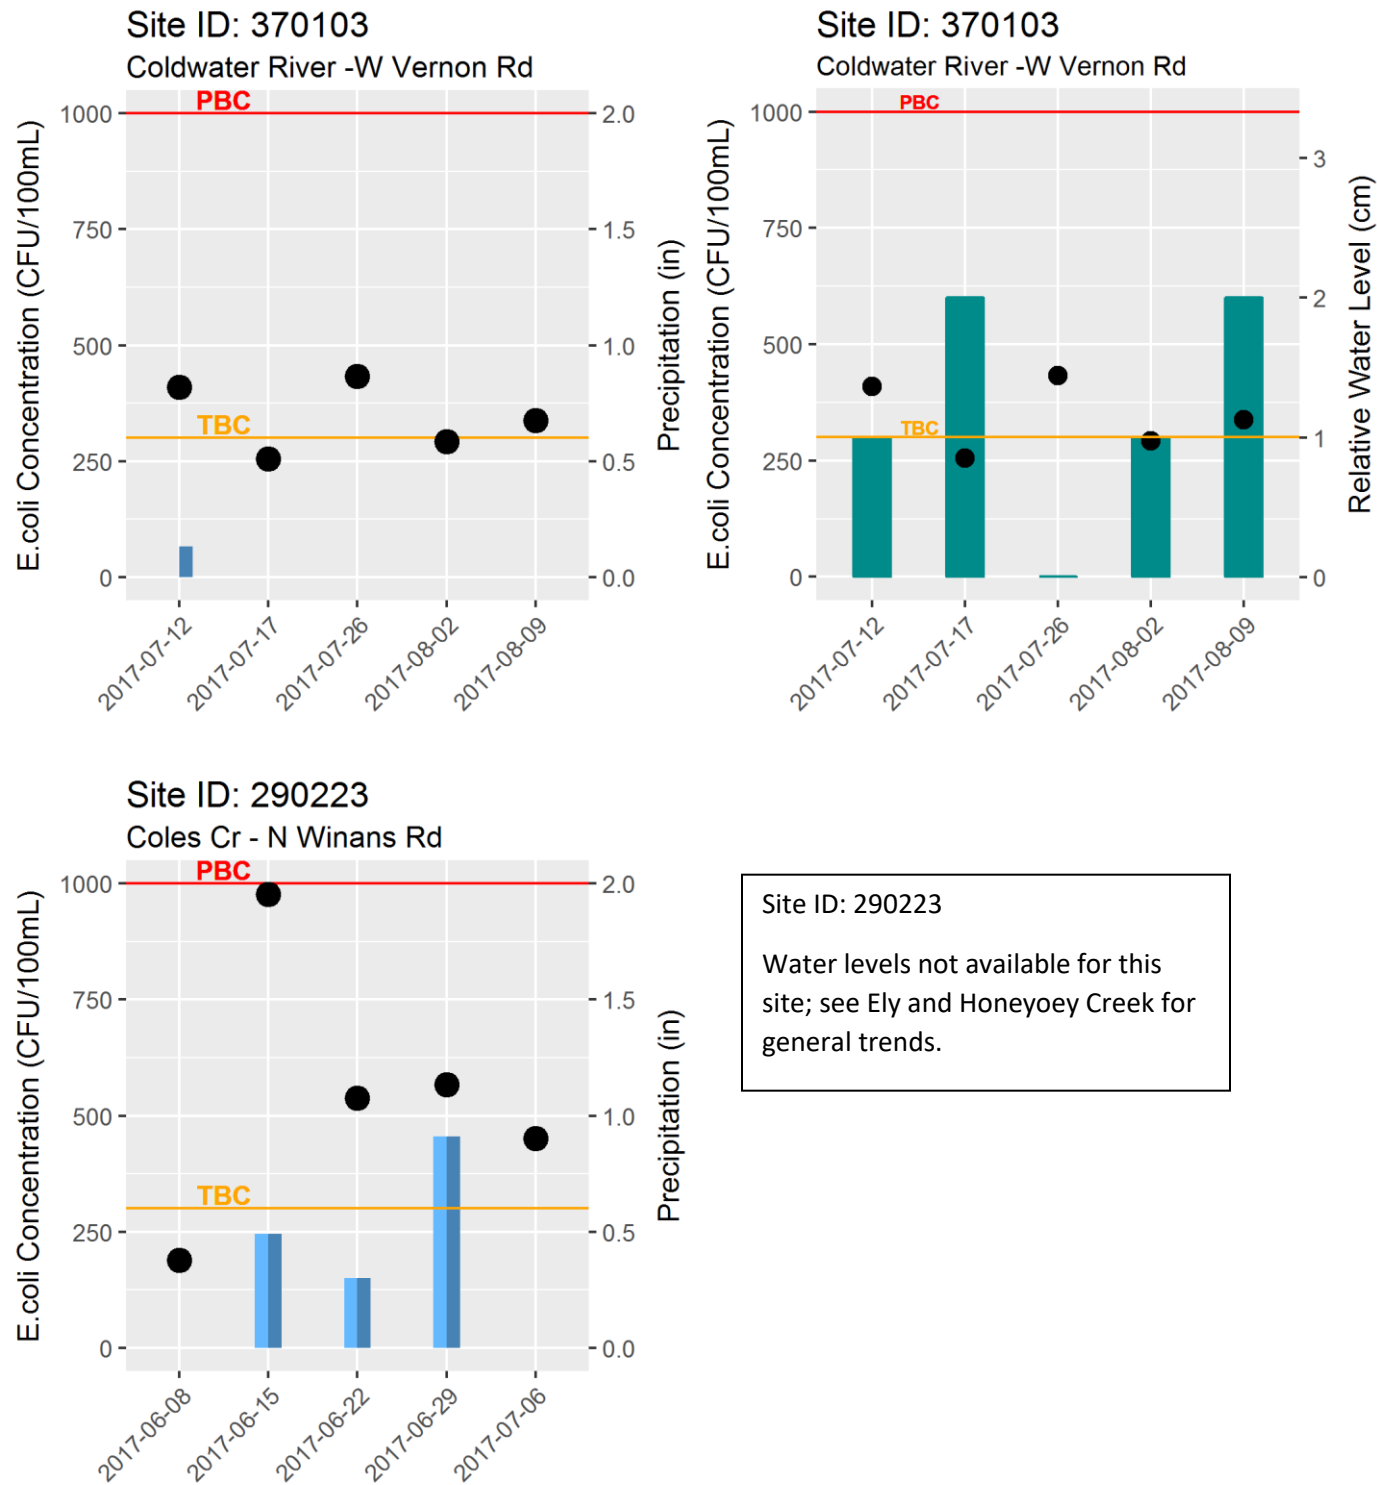 Site ID: 370103
Coldwater River -W Vernon Rd
E.coli Concentration (CFU/100mL)
1000
750
500
250
0
PBC
TBC
2.0
1.5
1.0
0.5
0.0
Precipitation (in)
2017-07-12
2017-07-17
2017-07-26
2017-08-02
2017-08-09
Site ID: 370103
Coldwater River -W Vernon Rd
E.coli Concentration (CFU/100mL)
1000
750
500
250
0
PBC
TBC
3
2
1
0
Relative Water Level (cm)
2017-07-12
2017-07-17
2017-07-26
2017-08-02
2017-08-09
Site ID: 290223
Coles Cr - N Winans Rd
E.coli Concentration (CFU/100mL)
1000
750
500
250
0
PBC
TBC
2.0
1.5
1.0
0.5
0.0
Precipitation (in)
2017-06-08
2017-06-15
2017-06-22
2017-06-29
2017-07-06
Site ID: 290223
Water levels not available for this
site; see Ely and Honeyoey Creek for
general trends.